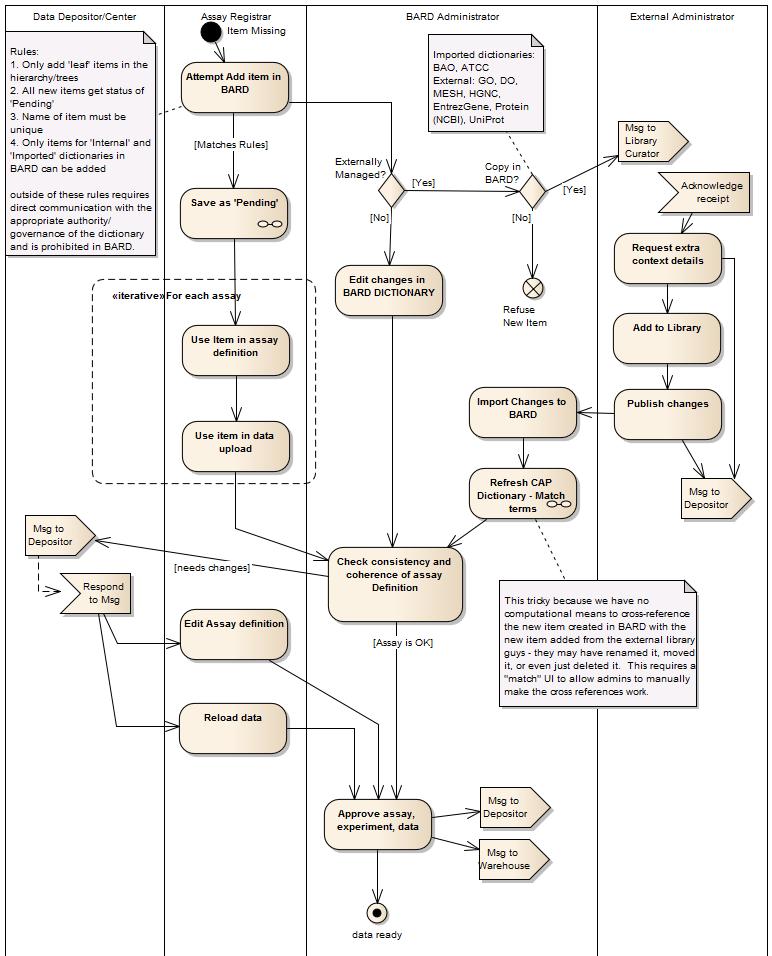 Data Depositor/Center
Assay Registrar
BARD Administrator
External Administrator
Item Missing
Rules:
1. Only add 'leaf' items in the
hierarchy/trees
2. All new items get status of
'Pending'
3. Name of item must be
unique
4. Only items for 'Internal' and
'Imported' dictionaries in
BARD can be added
outside of these rules requires
direct communication with the
appropriate authority/
governance of the dictionary
and is prohibited in BARD.
Attempt Add item in
BARD
[Matches Rules]
Save as 'Pending'
Imported dictionaries:
BAO, ATCC
External: GO, DO,
MESH, HGNC,
EntrezGene, Protein
(NCBI), UniProt
Externally
Managed?
[Yes]
[No]
Copy in
BARD?
[Yes]
[No]
Msg to
Library
Curator
Acknowledge
receipt
Request extra
context details
Edit changes in
BARD DICTIONARY
Refuse
New Item
«iterative»For each assay
Use Item in assay
definition
Use item in data
upload
Add to Library
Publish changes
Import Changes to
BARD
Refresh CAP
Dictionary - Match
terms
Msg to
Depositor
Msg to
Depositor
[needs changes]
Respond
to Msg
Check consistency and
coherence of assay
Definition
[Assay is OK]
This tricky because we have no
computational means to cross-reference
the new item created in BARD with the
new item added from the external library
guys - they may have renamed it, moved
it, or even just deleted it.  This requires a
"match" UI to allow admins to manually
make the cross references work.
Edit Assay definition
Reload data
Approve assay,
experiment, data
Msg to
Depositor
Msg to
Warehouse
data ready